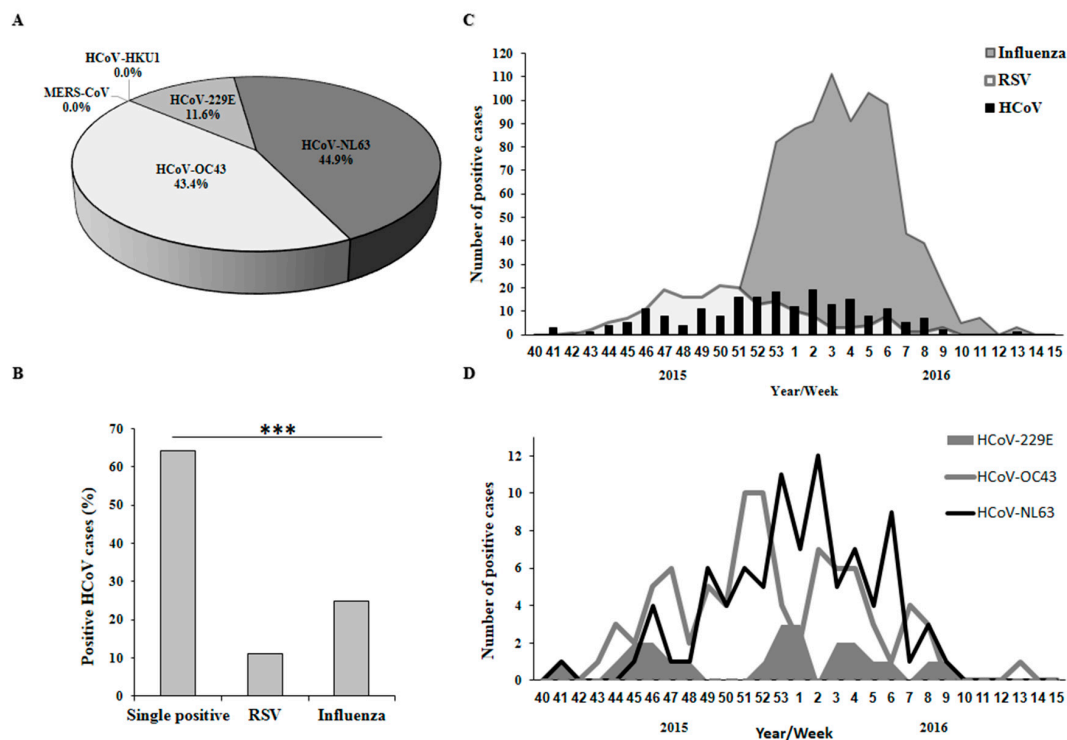 A
HCoV-HKU1
0.0%
MERS-CoV
0.0%
HCoV-229E
11.6%
HCoV-NL63
44.9%
HCoV-OC43
43.4%
B
Positive HCoV cases (%)
70
60
50
40
30
20
10
0
***
Single positive RSV Influenza
C
Number of positive cases
120
110
100
90
80
70
60
50
40
30
20
10
0
Influenza
RSV
HCoV
40 41 42 43 44 45 46 47 48 49 50 51 52 53 1 2 3 4 5 6 7 8 9 10 11 12 13 14 15
2015 2016
Year/Week
D
Number of positive cases
12
10
8
6
4
2
0
HCoV-229E
HCoV-OC43
HCoV-NL63
40 41 42 43 44 45 46 47 48 49 50 51 52 53 1 2 3 4 5 6 7 8 9 10 11 12 13 14 15
2015 2016
Year/Week